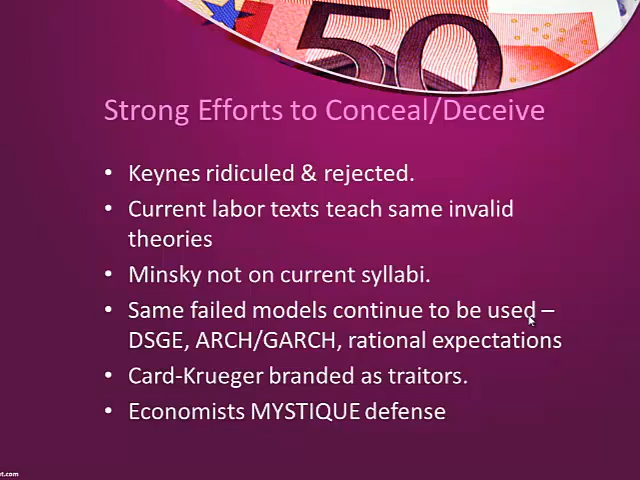 50
Strong Efforts to Conceal/Deceive
• Keynes ridiculed & rejected.
• Current labor texts teach same invalid
theories
• Minsky not on current syllabi.
• Same failed models continue to be used –
DSGE, ARCH/GARCH, rational expectations
• Card-Krueger branded as traitors.
• Economists MYSTIQUE defense